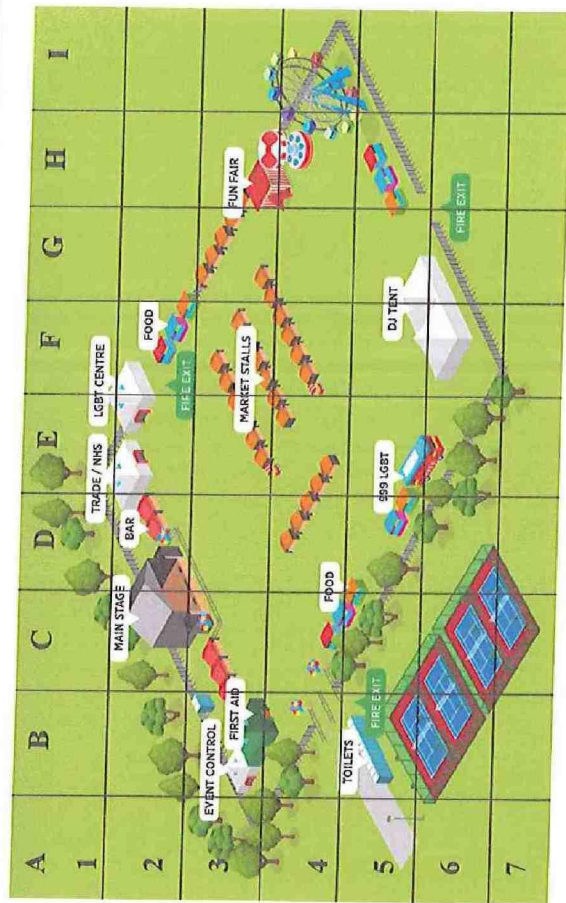 A B C D E F G H I
1
2
3
4
5
6
7
TRADE / NHS
LGBT CENTRE
MAIN STAGE
BAR
FOOD
FIRE EXIT
FUN FAIR
EVENT CONTROL
FIRST AID
MARKET STALLS
TOILETS
FIRE EXIT
FOOD
999 LGBT
DJ TENT
FIRE EXIT